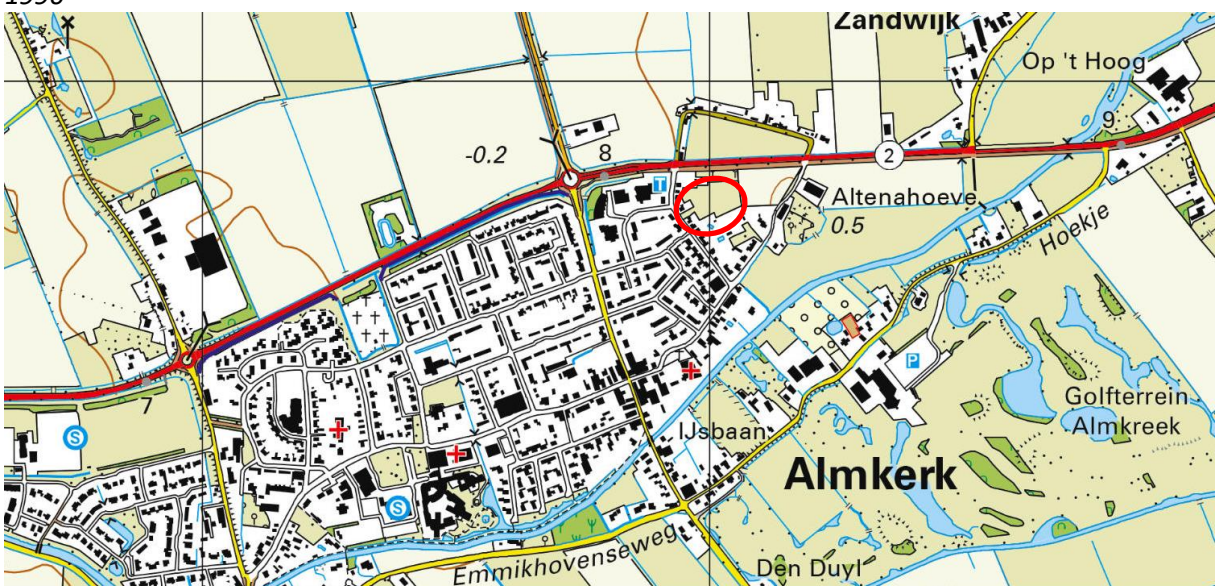 Zandwijk
Op 't Hoog
9
-0.2
8
2
T
Altenahoeve
0.5
Hoekje
P
7
S
Golfterrein
Almkreek
IJsbaan
Almkerk
S
Emmikhovenseweg
Den Duyl